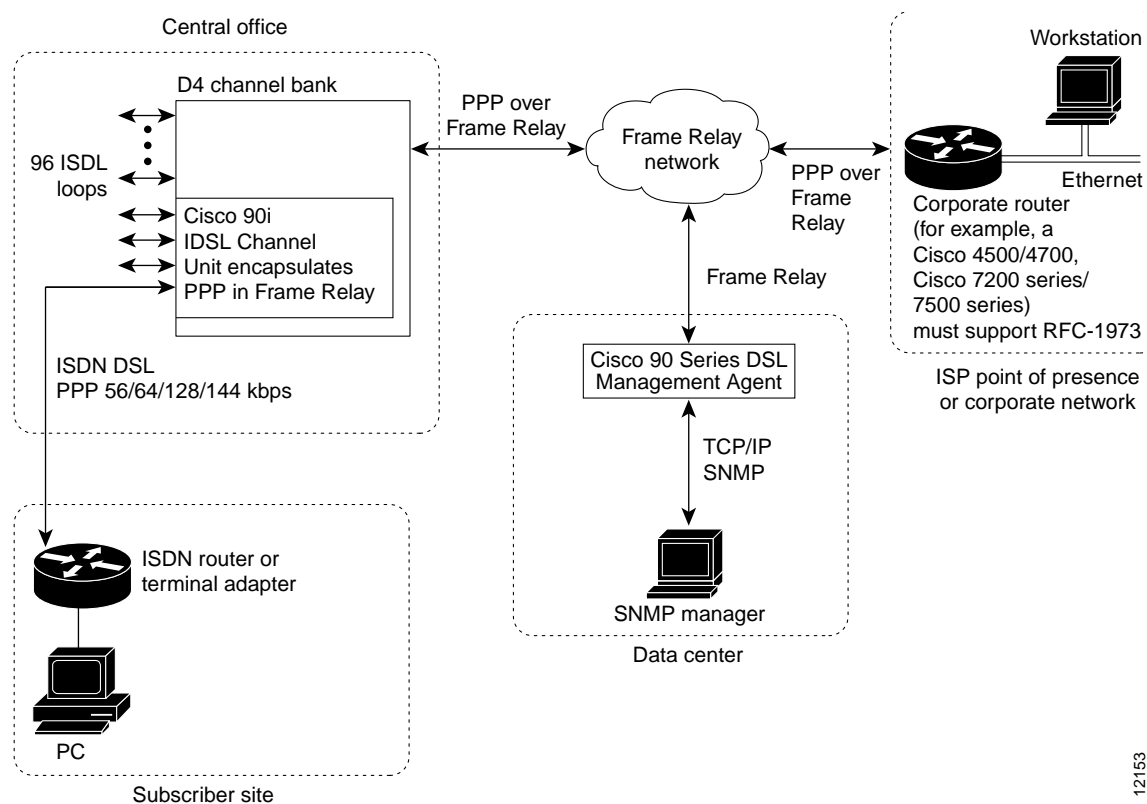 Central office
D4 channel bank
96 ISDL
loops
Cisco 90i
IDSL Channel
Unit encapsulates
PPP in Frame Relay
ISDN DSL
PPP 56/64/128/144 kbps
PPP over
Frame Relay
Frame Relay
network
PPP over
Frame
Relay
Workstation
Ethernet
Corporate router
(for example, a
Cisco 4500/4700,
Cisco 7200 series/
7500 series)
must support RFC-1973
ISP point of presence
or corporate network
Frame Relay
Cisco 90 Series DSL
Management Agent
TCP/IP
SNMP
SNMP manager
Data center
ISDN router or
terminal adapter
PC
Subscriber site
12153